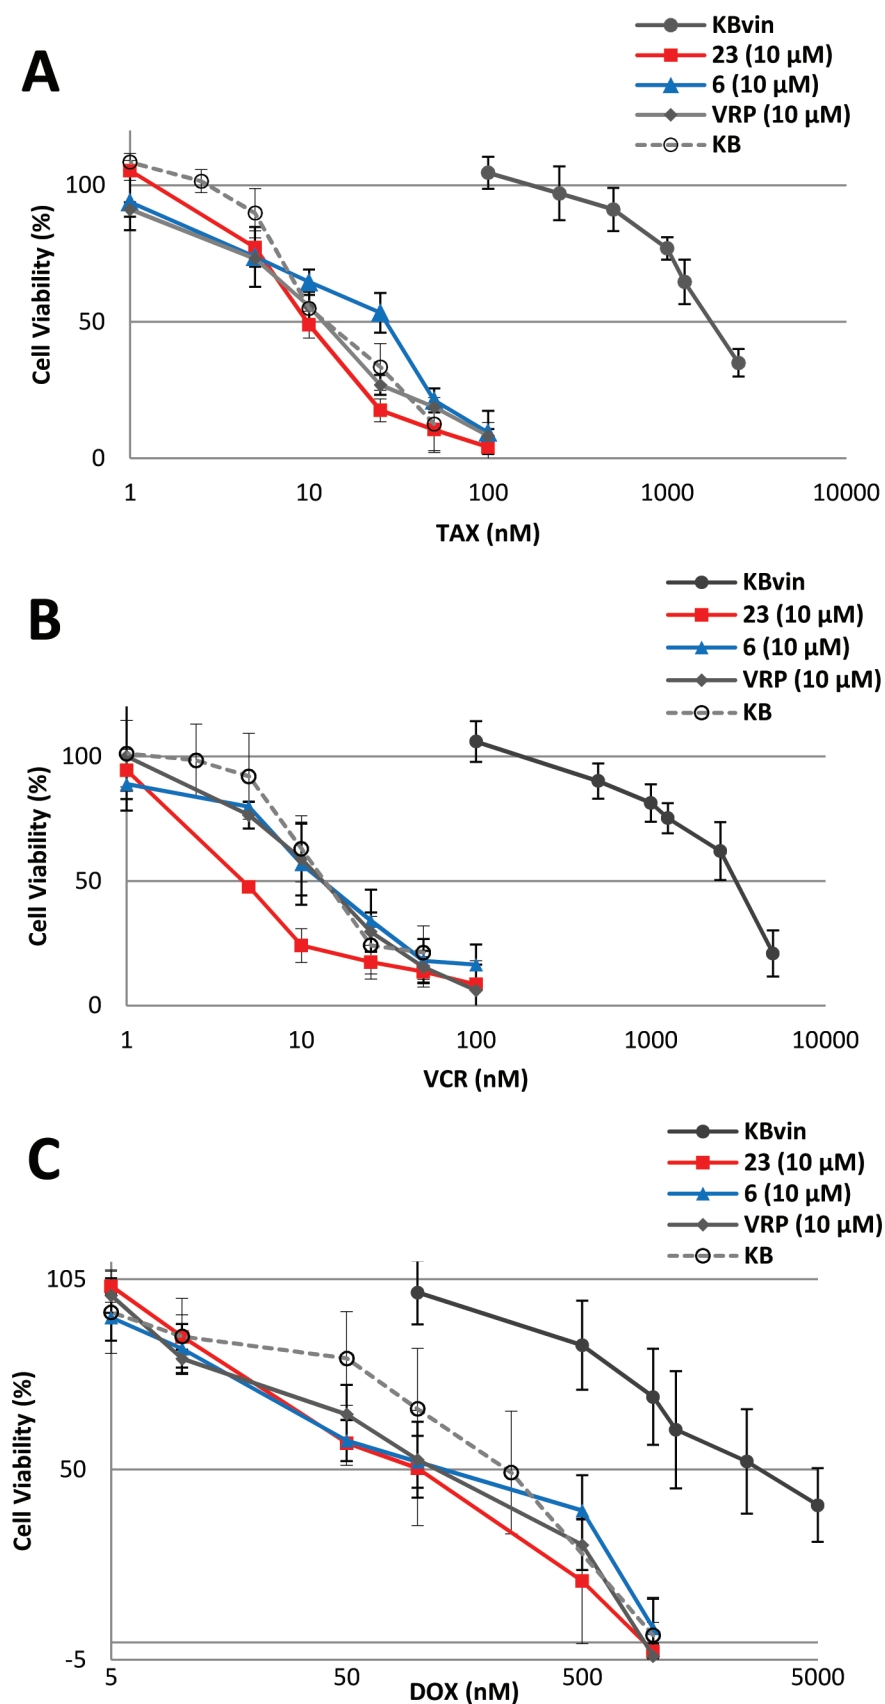 A
KBvin
23 (10 µM)
6 (10 µM)
VRP (10 µM)
KB
Cell Viability (%)
100
50
0
1 10 100 1000 10000
TAX (nM)
B
KBvin
23 (10 µM)
6 (10 µM)
VRP (10 µM)
KB
Cell Viability (%)
100
50
0
1 10 100 1000 10000
VCR (nM)
C
KBvin
23 (10 µM)
6 (10 µM)
VRP (10 µM)
KB
Cell Viability (%)
105
50
-5
5 50 500 5000
DOX (nM)